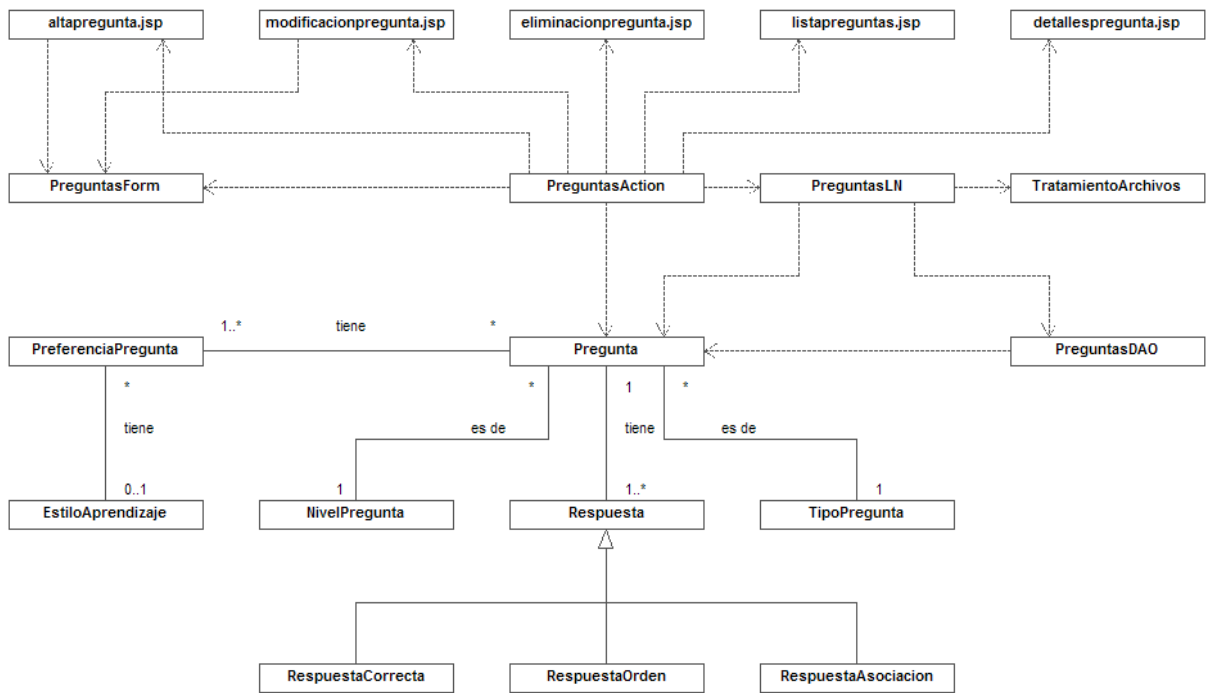 altapregunta.jsp
modificacionpregunta.jsp
eliminacionpregunta.jsp
listapreguntas.jsp
detallespregunta.jsp
PreguntasForm
PreguntasAction
PreguntasLN
TratamientoArchivos
1..*
tiene
*
PreferenciaPregunta
Pregunta
PreguntasDAO
*
*
1
*
tiene
es de
tiene
es de
0..1
1
1..*
1
EstiloAprendizaje
NivelPregunta
Respuesta
TipoPregunta
RespuestaCorrecta
RespuestaOrden
RespuestaAsociacion